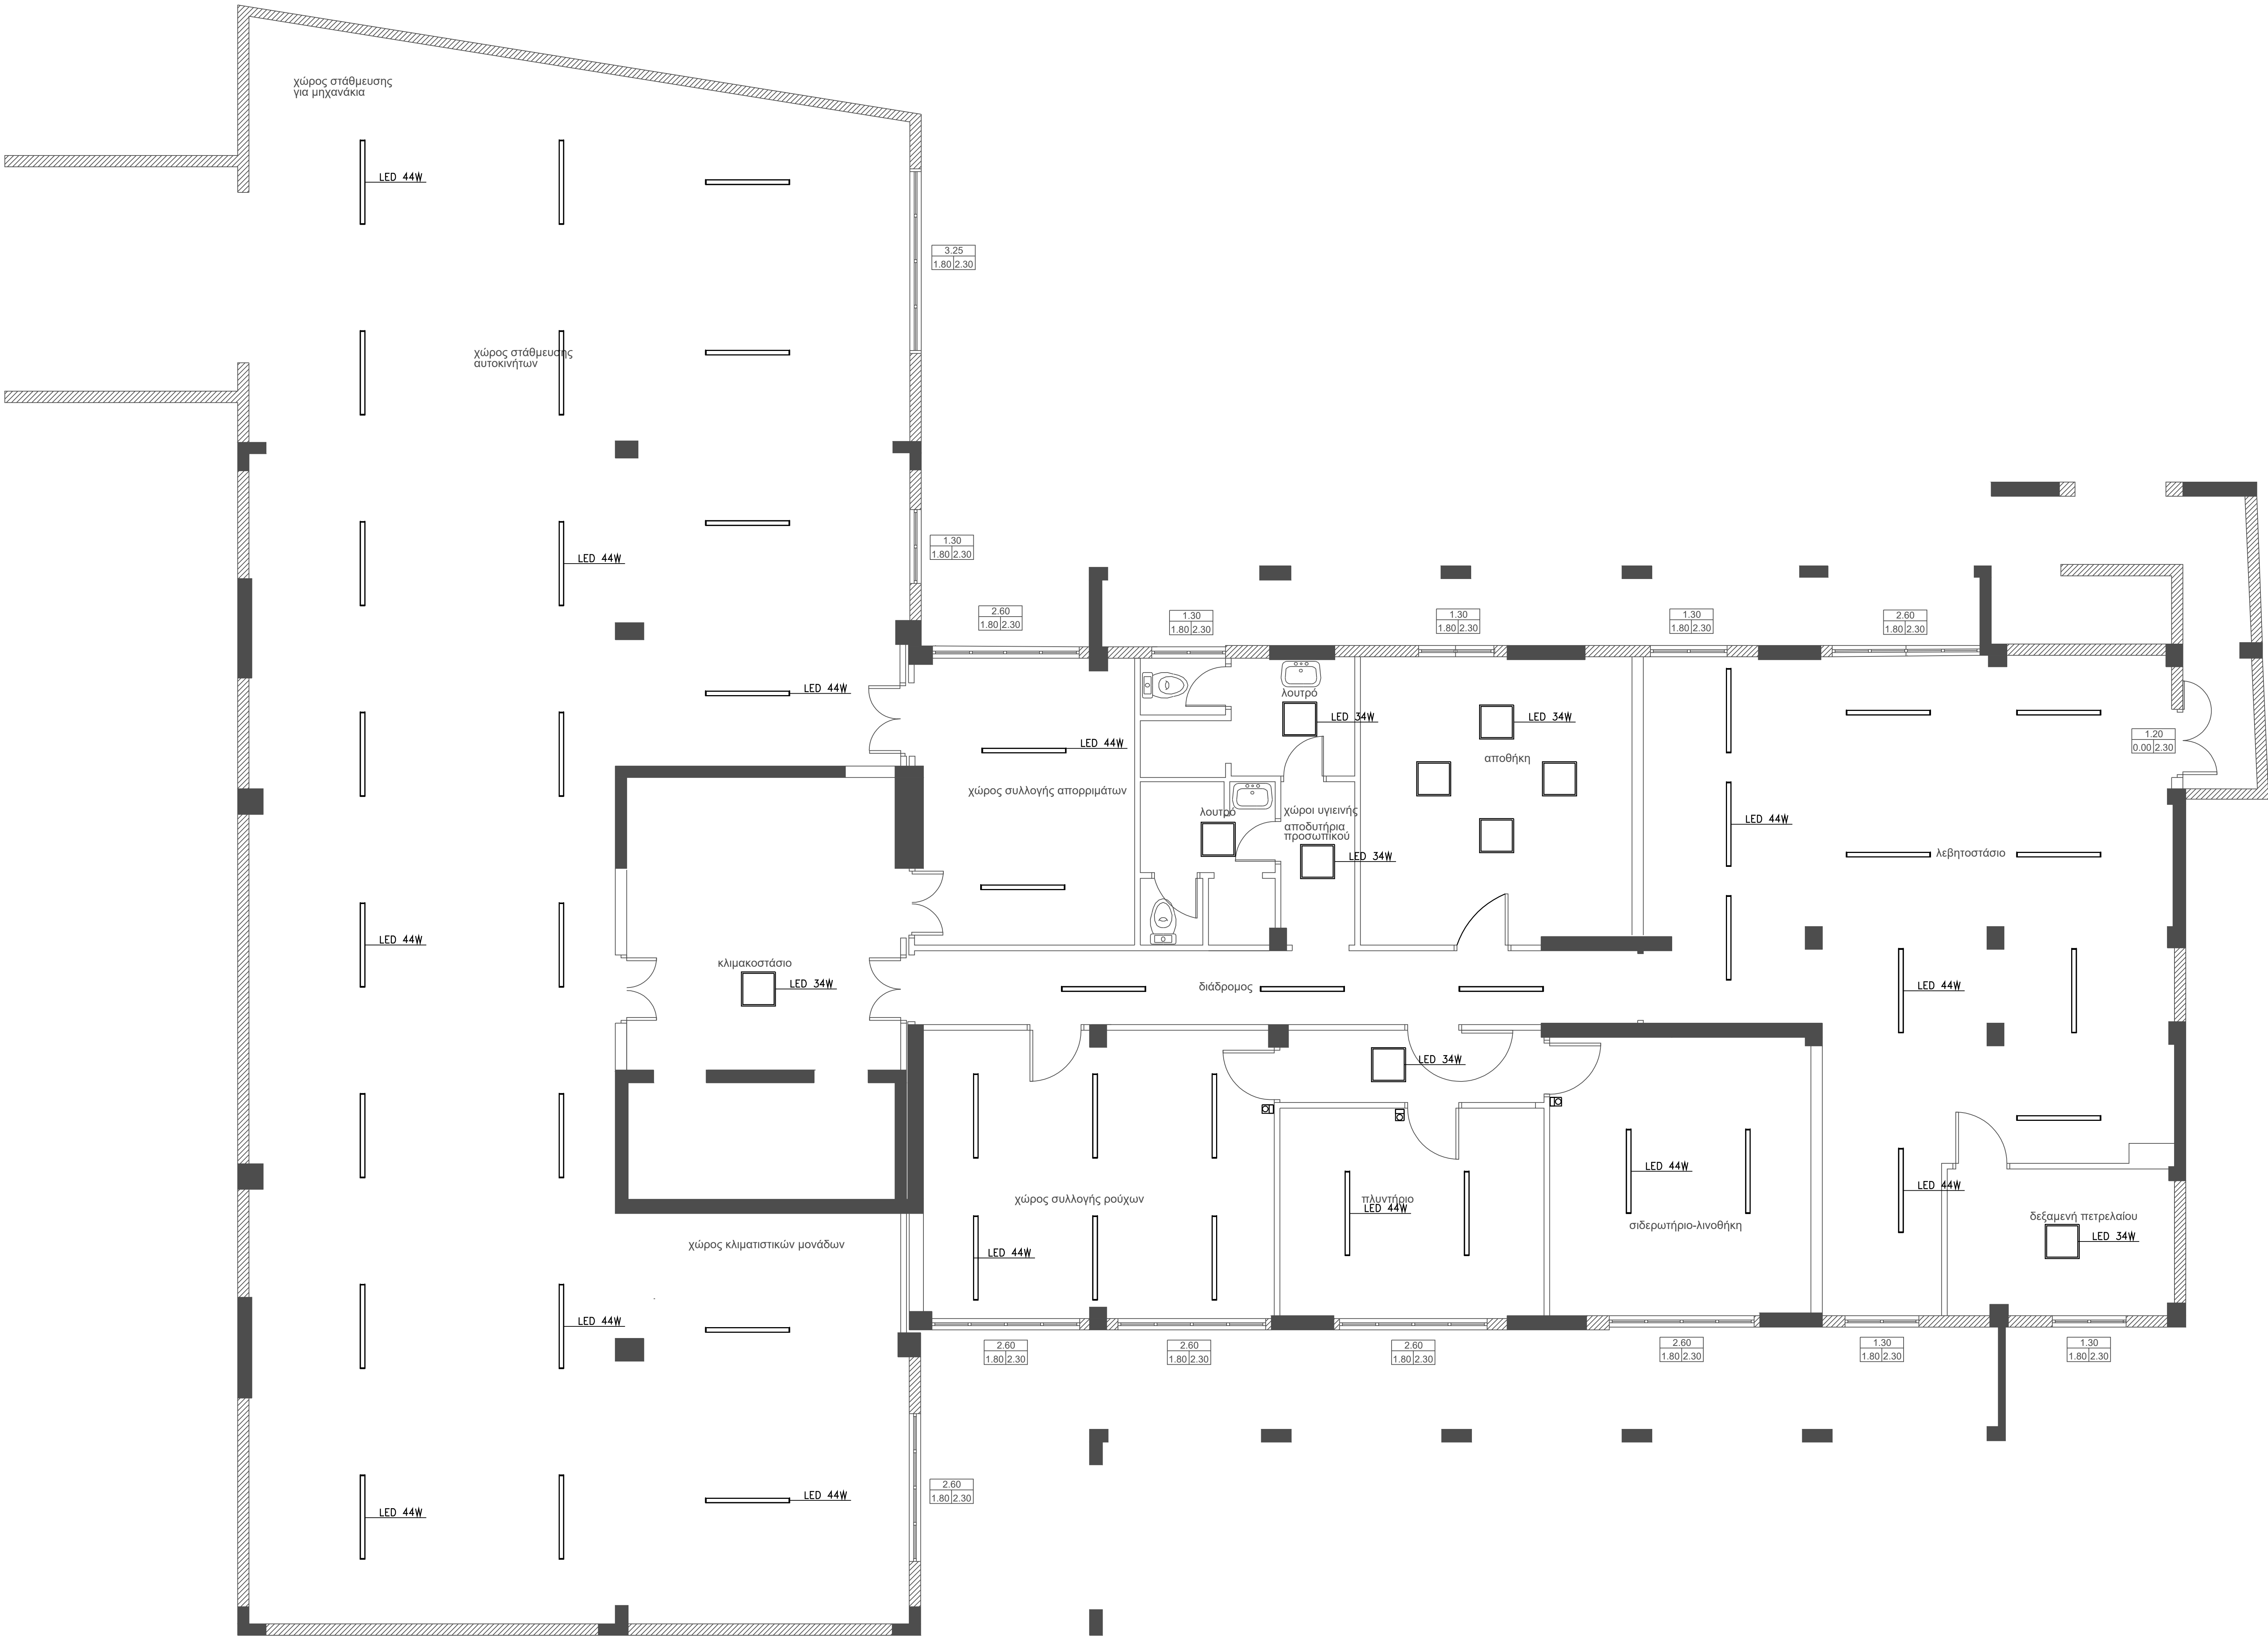 χώρος στάθμευσης
για μηχανάκια
LED 44W
3.25
1.80 2.30
χώρος στάθμευσης
αυτοκινήτων
LED 44W
1.30
1.80 2.30
2.60
1.80 2.30
1.30
1.80 2.30
1.30
1.80 2.30
1.30
1.80 2.30
2.60
1.80 2.30
LED 44W
λουτρό
LED 34W
LED 34W
LED 44W
1.20
0.00 2.30
αποθήκη
χώρος συλλογής απορριμάτων
λουτρό
χώροι υγιεινής
αποδυτήρια
προσωπικού
LED 34W
LED 44W
λεβητοστάσιο
LED 44W
κλιμακοστάσιο
LED 34W
διάδρομος
LED 44W
LED 34W
χώρος συλλογής ρούχων
πλυντήριο
LED 44W
LED 44W
σιδερωτήριο-λινοθήκη
LED 44W
δεξαμενή πετρελαίου
LED 34W
χώρος κλιματιστικών μονάδων
LED 44W
LED 44W
2.60
1.80 2.30
2.60
1.80 2.30
2.60
1.80 2.30
2.60
1.80 2.30
1.30
1.80 2.30
1.30
1.80 2.30
LED 44W
LED 44W
2.60
1.80 2.30